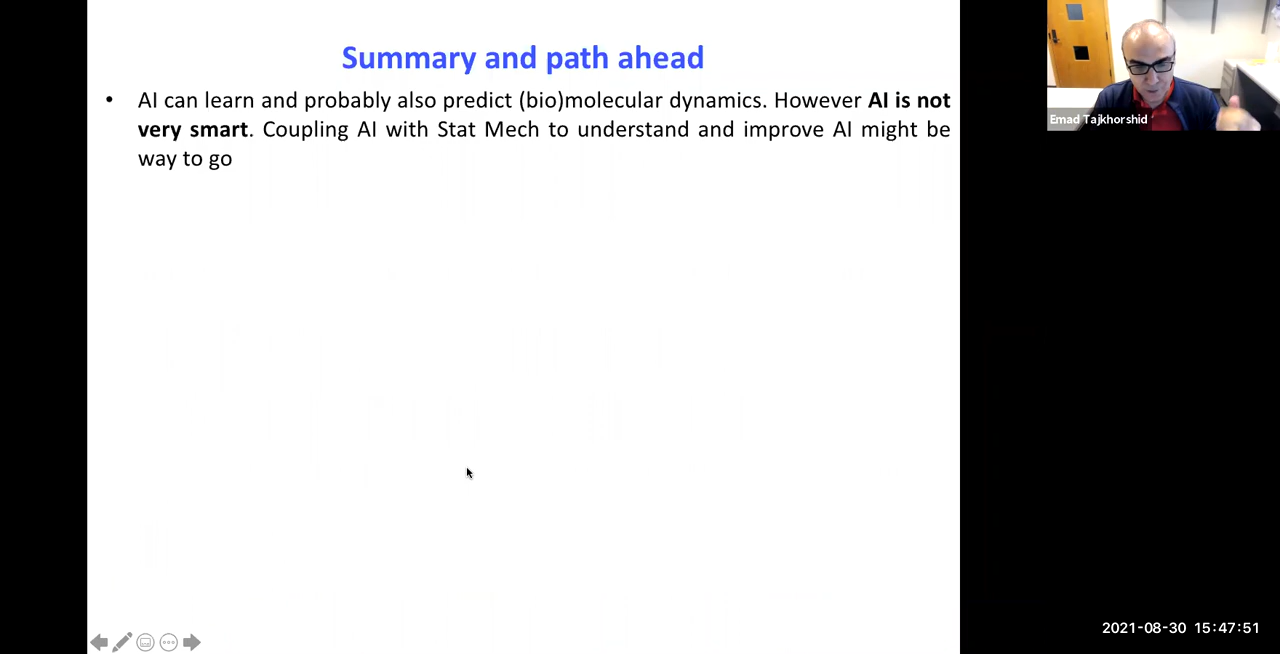 Summary and path ahead
• AI can learn and probably also predict (bio)molecular dynamics. However AI is not
very smart. Coupling AI with Stat Mech to understand and improve AI might be
way to go
Emad Tajkhorshid
2021-08-30 15:47:51